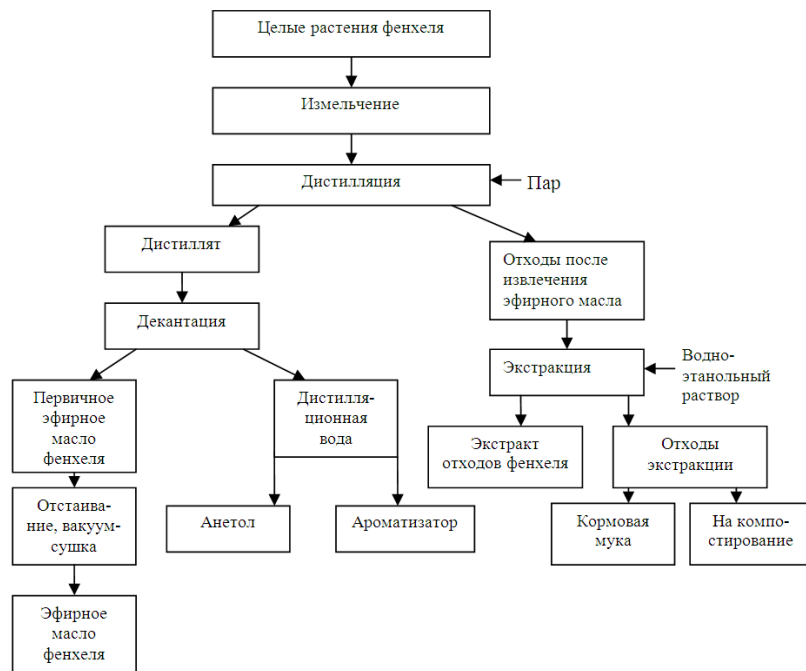 Целые растения фенхеля
Измельчение
Дистилляция
Пар
Дистиллят
Отходы после
извлечения
эфирного масла
Декантация
Экстракция
Водно-
этанольный
раствор
Первичное
эфирное
масло
фенхеля
Дистилля-
ционная
вода
Экстракт
отходов фенхеля
Отходы
экстракции
Отстаива-
ние, вакуум-
сушка
Анетол
Ароматизатор
Кормовая
мука
На компо-
стирование
Эфирное
масло
фенхеля